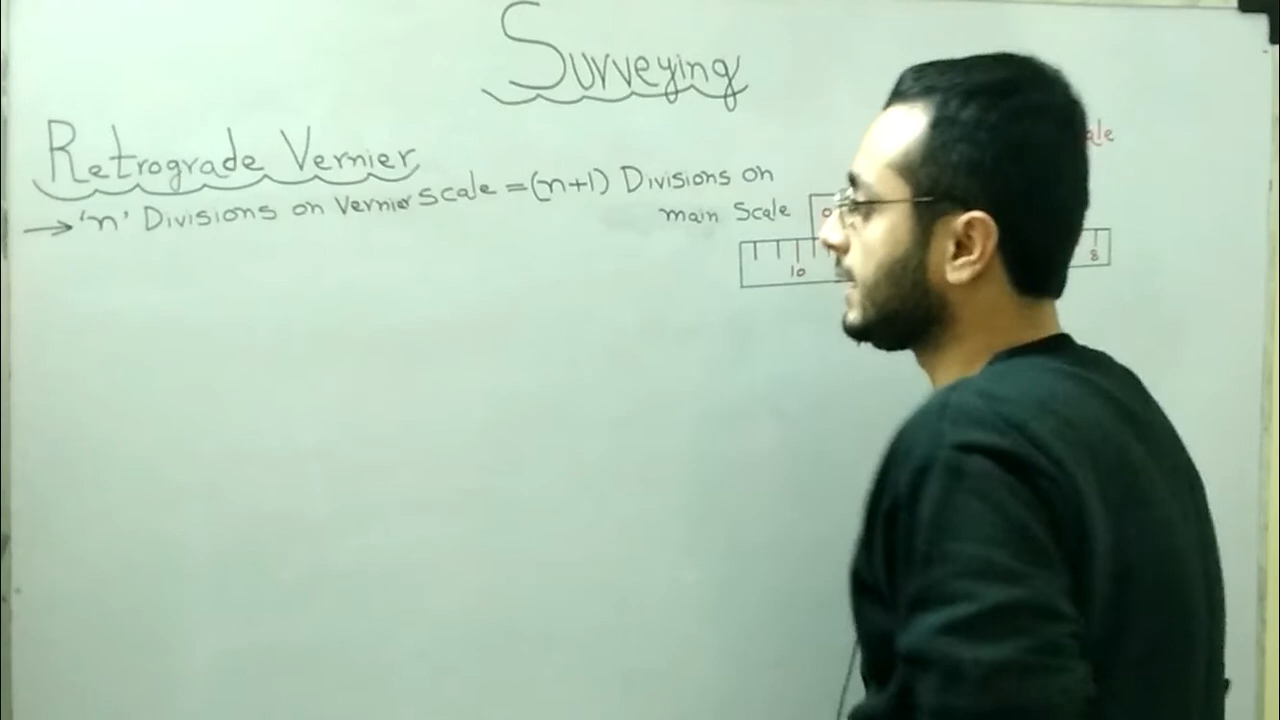 Surveying
Retrograde Vernier
→ 'n' Divisions on Vernier scale = (n+1) Divisions on
main Scale
0
10
8